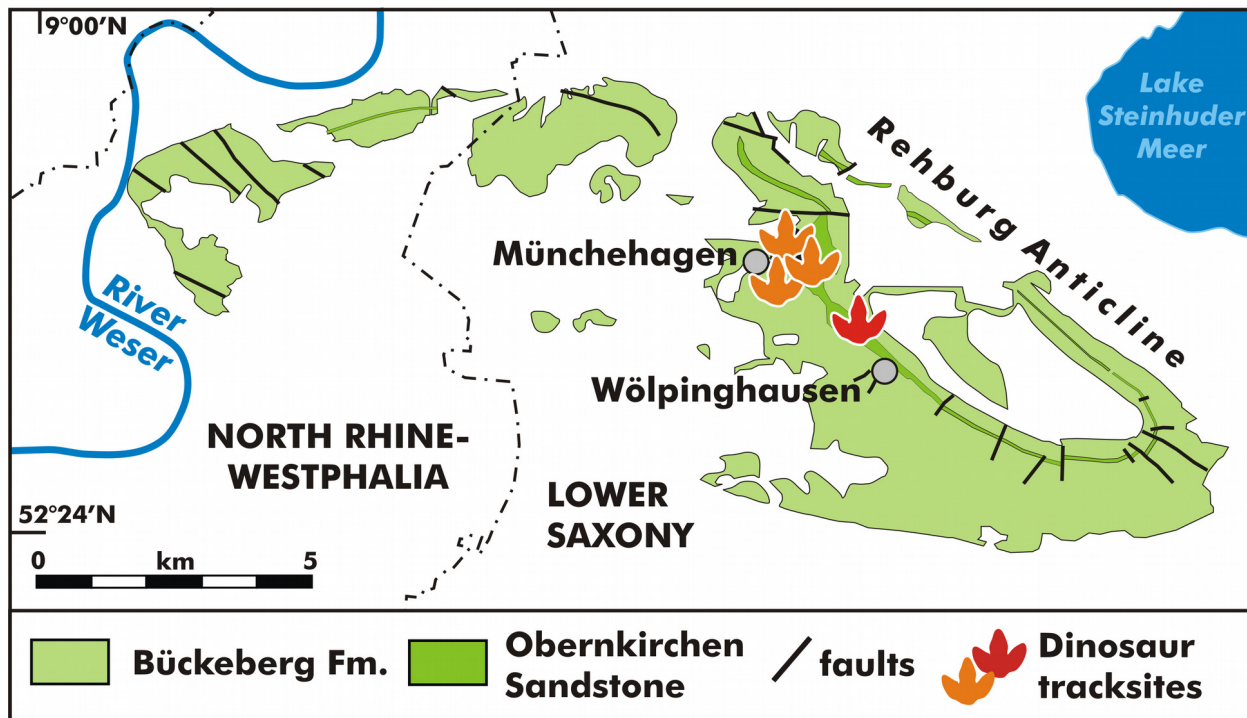 9°00′N
Lake
Steinhuder
Meer
Rehburg Anticline
Münchehagen
River
Weser
Wölpinghausen
NORTH RHINE-
WESTPHALIA
LOWER
SAXONY
52°24′N
0 km 5
Bückeberg Fm.
Obernkirchen
Sandstone
faults
Dinosaur
tracksites